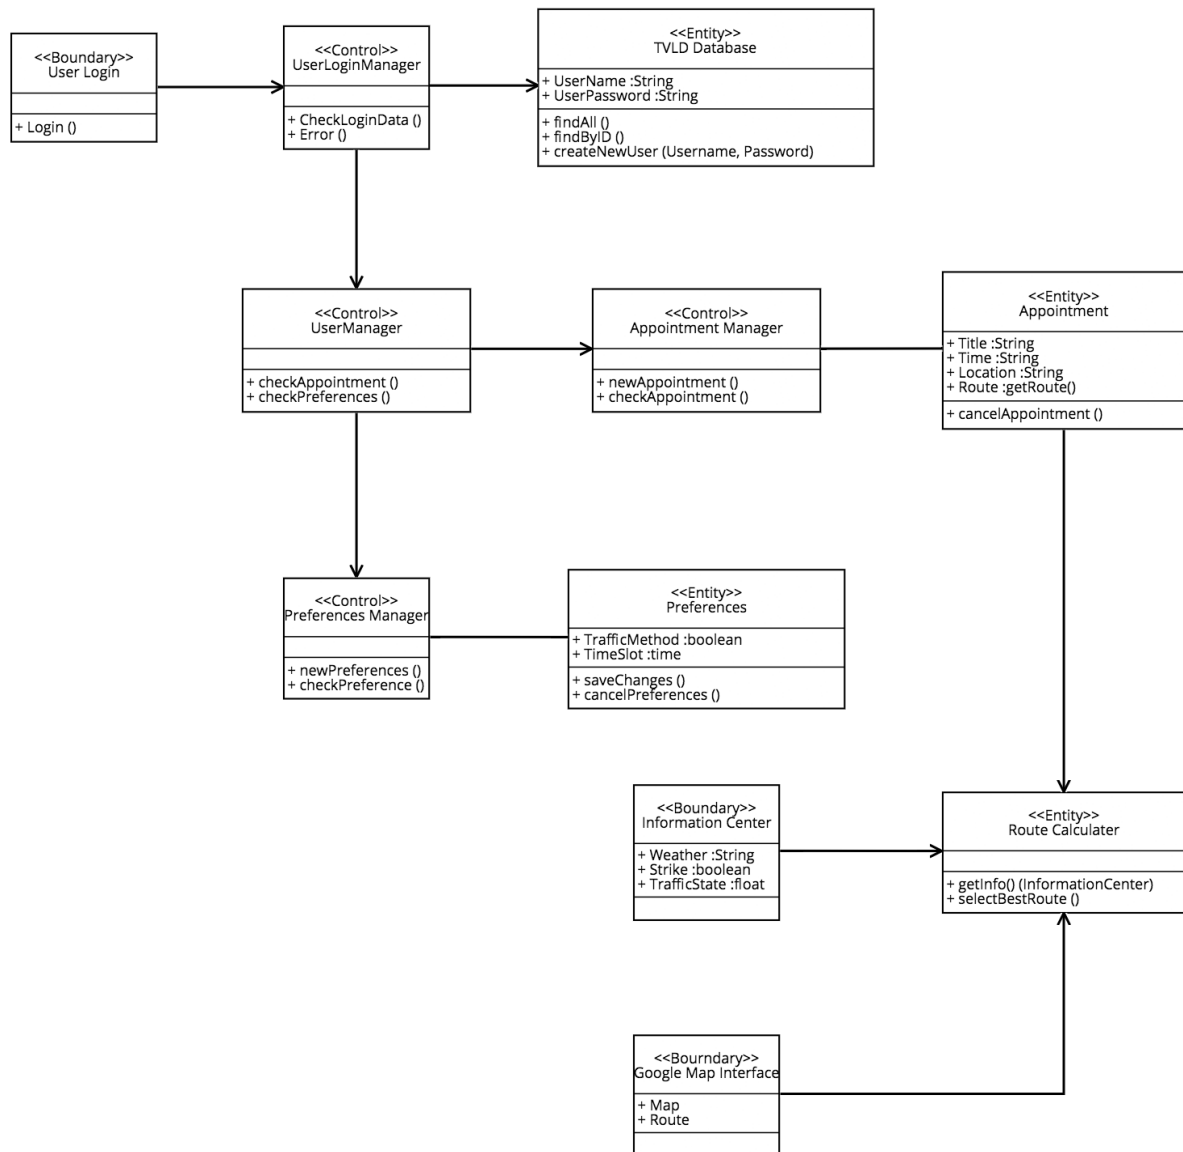 <<Boundary>>
User Login
+ Login ()
<<Control>>
UserLoginManager
+ CheckLoginData ()
+ Error ()
<<Entity>>
TVLD Database
+ UserName :String
+ UserPassword :String
+ findAll ()
+ findByID ()
+ createNewUser (Username, Password)
<<Control>>
UserManager
+ checkAppointment ()
+ checkPreferences ()
<<Control>>
Appointment Manager
+ newAppointment ()
+ checkAppointment ()
<<Entity>>
Appointment
+ Title :String
+ Time :String
+ Location :String
+ Route :getRoute()
+ cancelAppointment ()
<<Control>>
Preferences Manager
+ newPreferences ()
+ checkPreference ()
<<Entity>>
Preferences
+ TrafficMethod :boolean
+ TimeSlot :time
+ saveChanges ()
+ cancelPreferences ()
<<Boundary>>
Information Center
+ Weather :String
+ Strike :boolean
+ TrafficState :float
<<Entity>>
Route Calculater
+ getInfo() (InformationCenter)
+ selectBestRoute ()
<<Bourndary>>
Google Map Interface
+ Map
+ Route